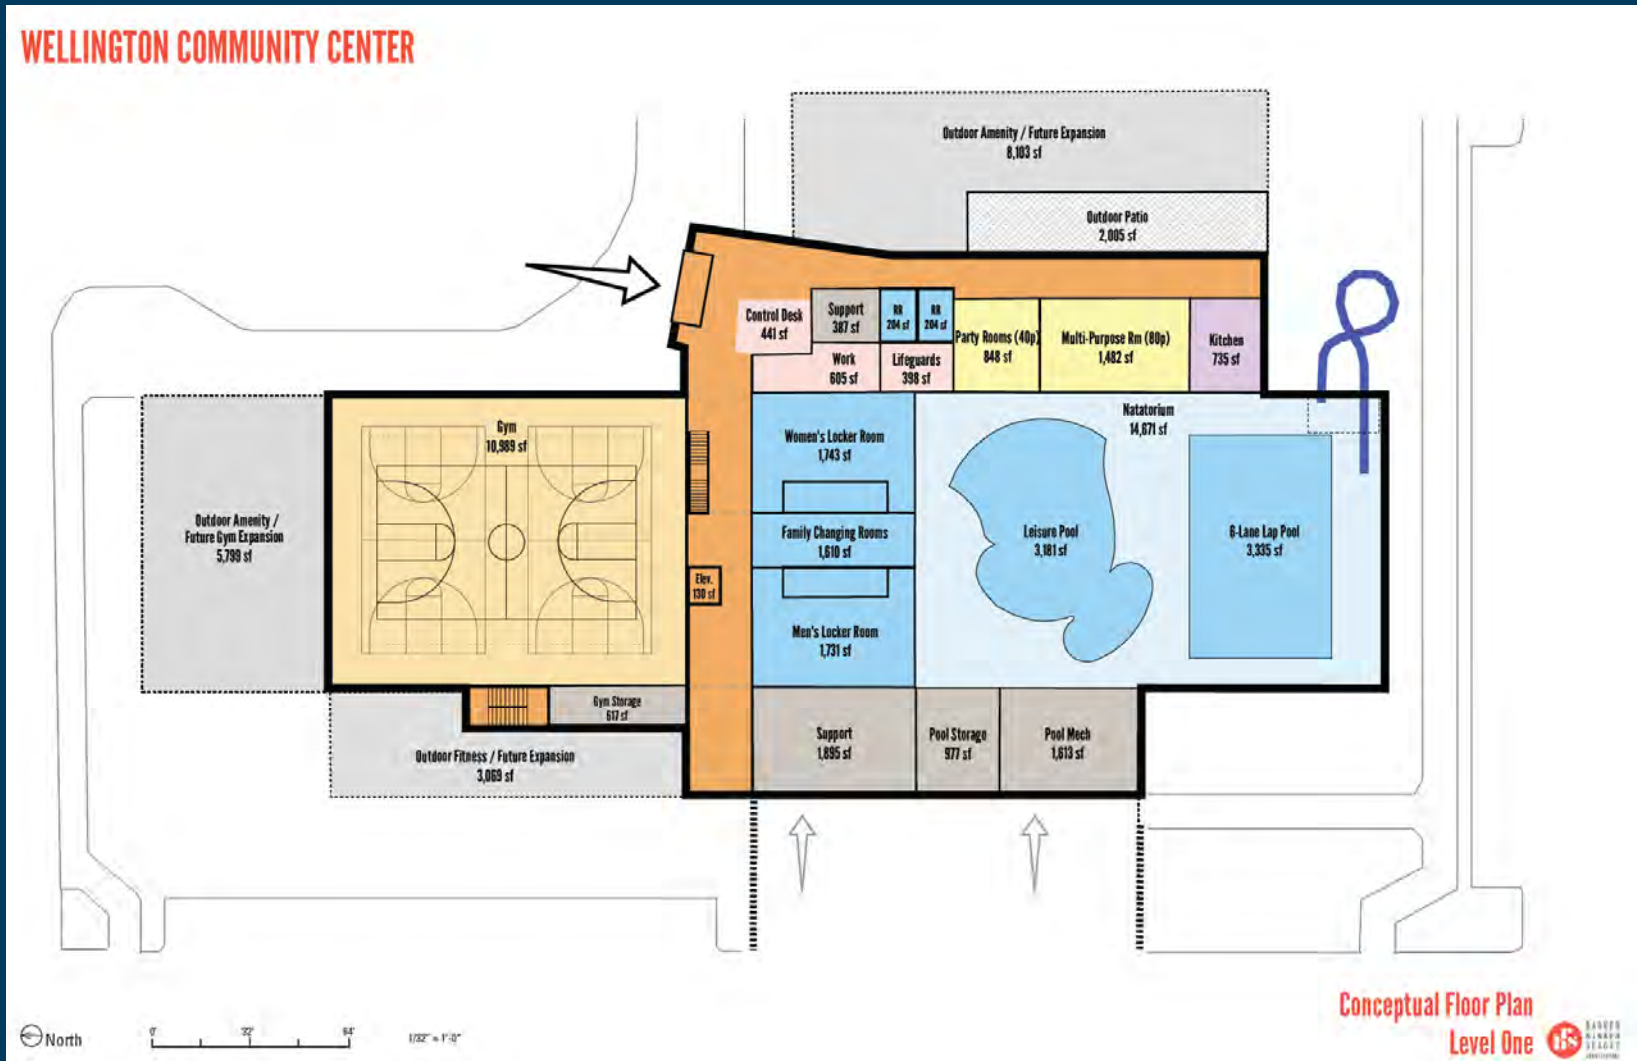 WELLINGTON COMMUNITY CENTER
Outdoor Amenity / Future Expansion
8,103 sf
Outdoor Patio
2,005 sf
Control Desk
441 sf
Support
387 sf
RR
204 sf
RR
204 sf
Party Rooms (40p)
848 sf
Multi-Purpose Rm (80p)
1,482 sf
Kitchen
735 sf
Work
605 sf
Lifeguards
398 sf
Gym
10,989 sf
Women's Locker Room
1,743 sf
Natatorium
14,671 sf
Outdoor Amenity /
Future Gym Expansion
5,799 sf
Family Changing Rooms
1,610 sf
Leisure Pool
3,181 sf
6-Lane Lap Pool
3,335 sf
Elev.
130 sf
Men's Locker Room
1,731 sf
Gym Storage
617 sf
Outdoor Fitness / Future Expansion
3,069 sf
Support
1,895 sf
Pool Storage
977 sf
Pool Mech
1,613 sf
North
0' 32' 64'
1/32" = 1'-0"
Conceptual Floor Plan
Level One